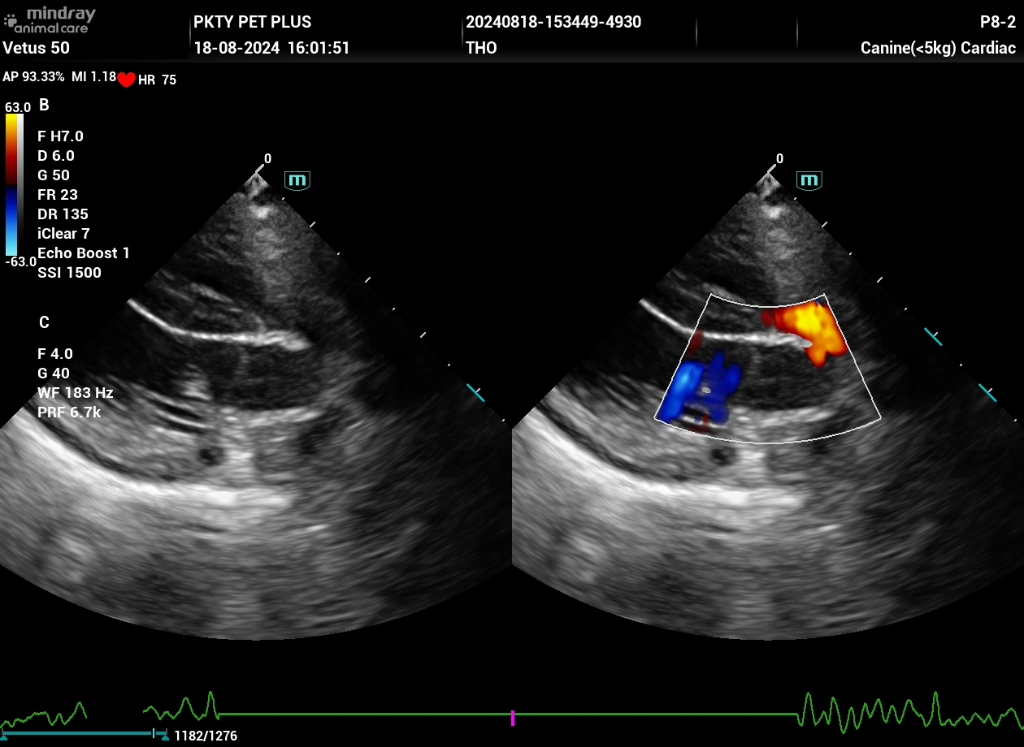 mindray
animalcare
Vetus 50
PKTY PET PLUS
18-08-2024 16:01:51
20240818-153449-4930
THO
P8-2
Canine(<5kg) Cardiac
AP 93.33% MI 1.18 HR 75
63.0
B
F H7.0
D 6.0
G 50
FR 23
DR 135
iClear 7
Echo Boost 1
-63.0
SSI 1500
C
F 4.0
G 40
WF 183 Hz
PRF 6.7k
0
m
0
m
1182/1276